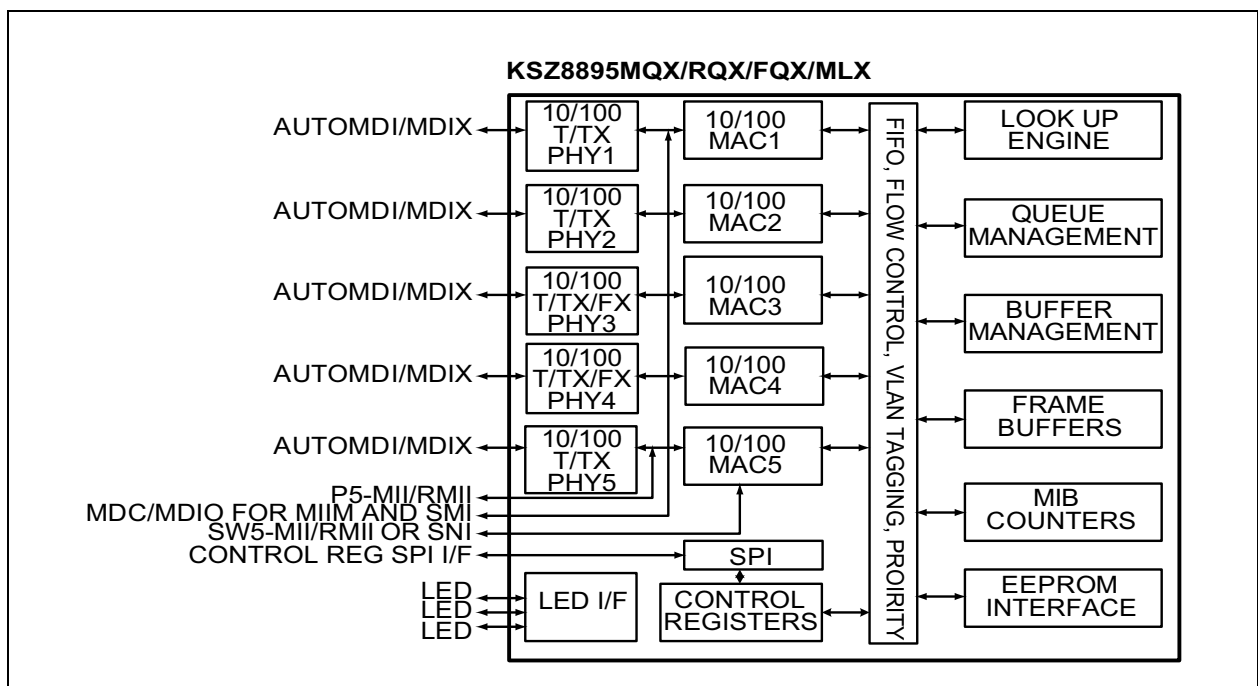 KSZ8895MQX/RQX/FQX/MLX
AUTOMDI/MDIX
10/100
T/TX
PHY1
10/100
MAC1
LOOK UP
ENGINE
AUTOMDI/MDIX
10/100
T/TX
PHY2
10/100
MAC2
QUEUE
MANAGEMENT
AUTOMDI/MDIX
10/100
T/TX/FX
PHY3
10/100
MAC3
BUFFER
MANAGEMENT
AUTOMDI/MDIX
10/100
T/TX/FX
PHY4
10/100
MAC4
FRAME
BUFFERS
AUTOMDI/MDIX
10/100
T/TX
PHY5
10/100
MAC5
MIB
COUNTERS
P5-MII/RMII
MDC/MDIO FOR MIIM AND SMI
SW5-MII/RMII OR SNI
CONTROL REG SPI I/F
SPI
LED
LED
LED
LED I/F
CONTROL
REGISTERS
EEPROM
INTERFACE
FIFO, FLOW CONTROL, VLAN TAGGING, PROIRITY